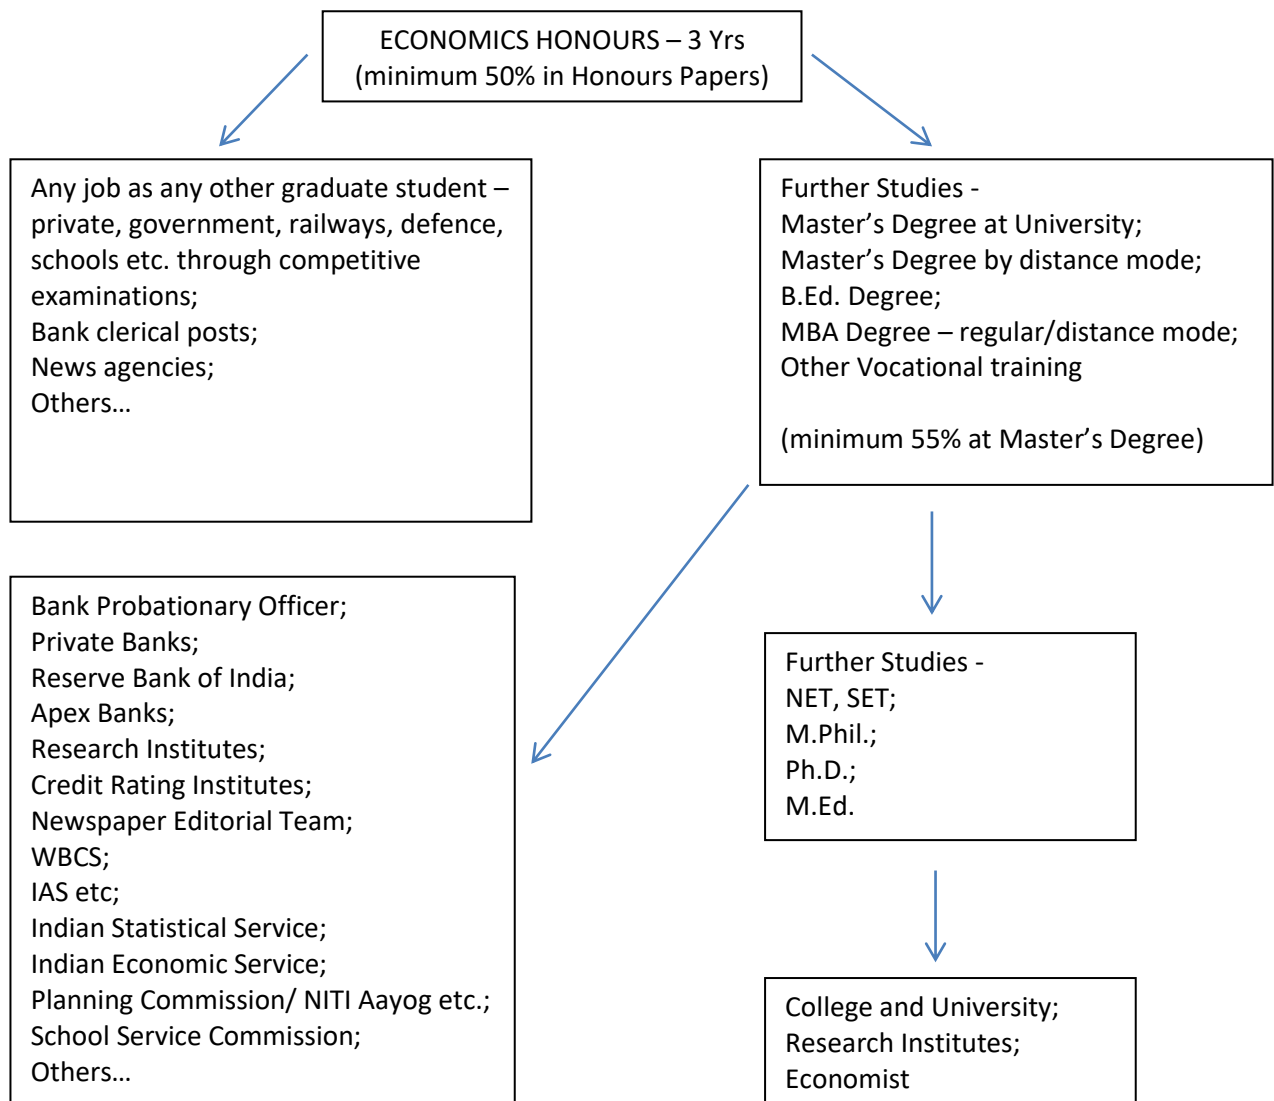 ECONOMICS HONOURS – 3 Yrs
(minimum 50% in Honours Papers)
Any job as any other graduate student –
private, government, railways, defence,
schools etc. through competitive
examinations;
Bank clerical posts;
News agencies;
Others…
Further Studies -
Master’s Degree at University;
Master’s Degree by distance mode;
B.Ed. Degree;
MBA Degree – regular/distance mode;
Other Vocational training
(minimum 55% at Master’s Degree)
Bank Probationary Officer;
Private Banks;
Reserve Bank of India;
Apex Banks;
Research Institutes;
Credit Rating Institutes;
Newspaper Editorial Team;
WBCS;
IAS etc;
Indian Statistical Service;
Indian Economic Service;
Planning Commission/ NITI Aayog etc.;
School Service Commission;
Others…
Further Studies -
NET, SET;
M.Phil.;
Ph.D.;
M.Ed.
College and University;
Research Institutes;
Economist